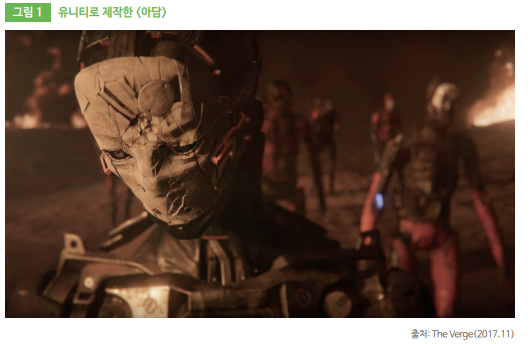 그림 1 유니티로 제작한 <아담>
출처: The Verge(2017.11)